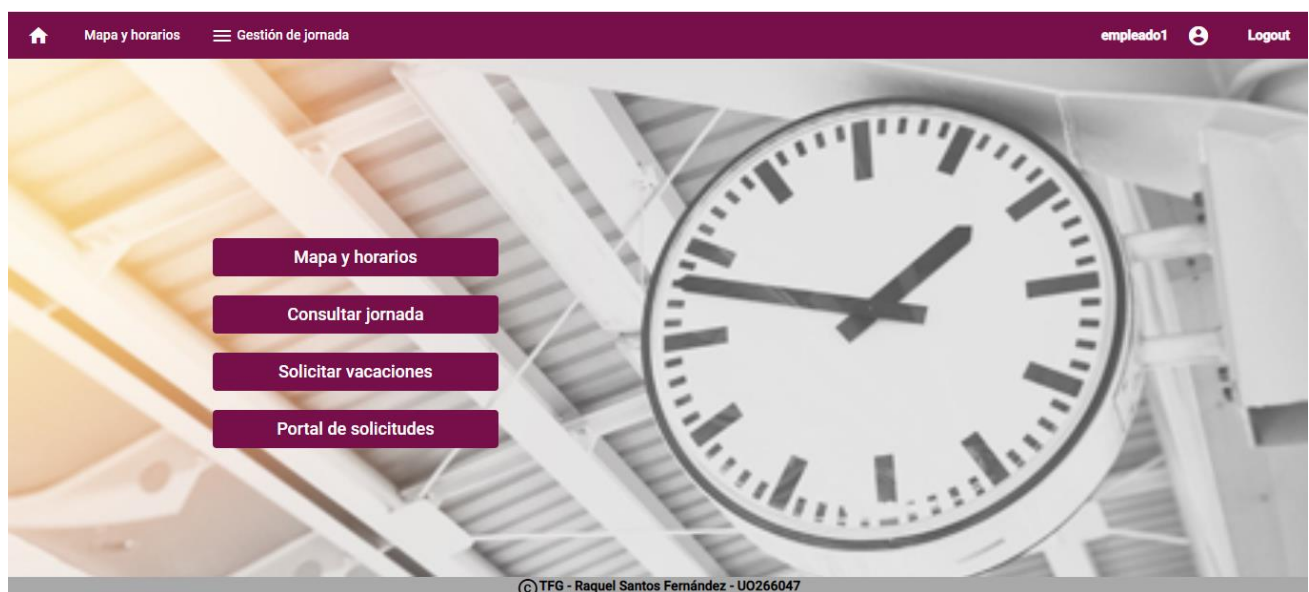 Mapa y horarios Gestión de jornada empleado1 Logout
Mapa y horarios
Consultar jornada
Solicitar vacaciones
Portal de solicitudes
© TFG - Raquel Santos Fernández - UO266047